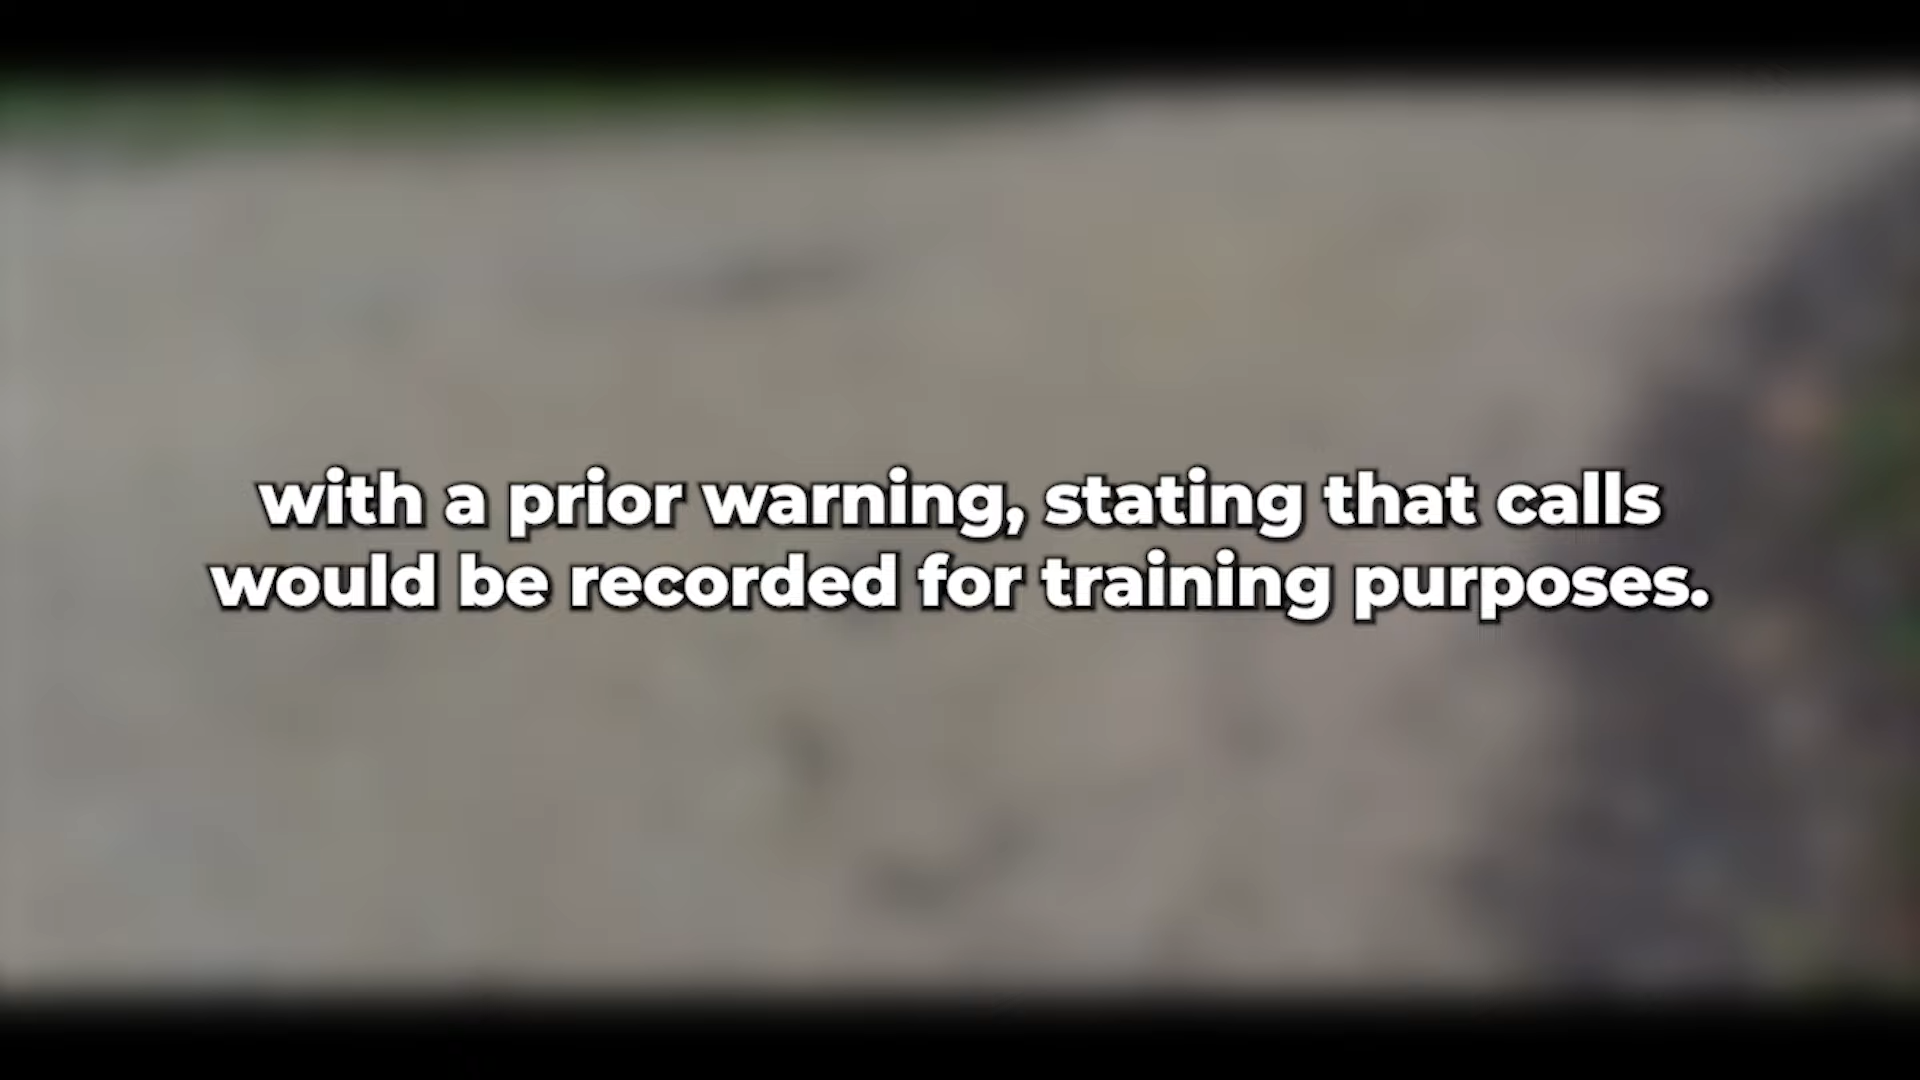 with a prior warning, stating that calls
would be recorded for training purposes.